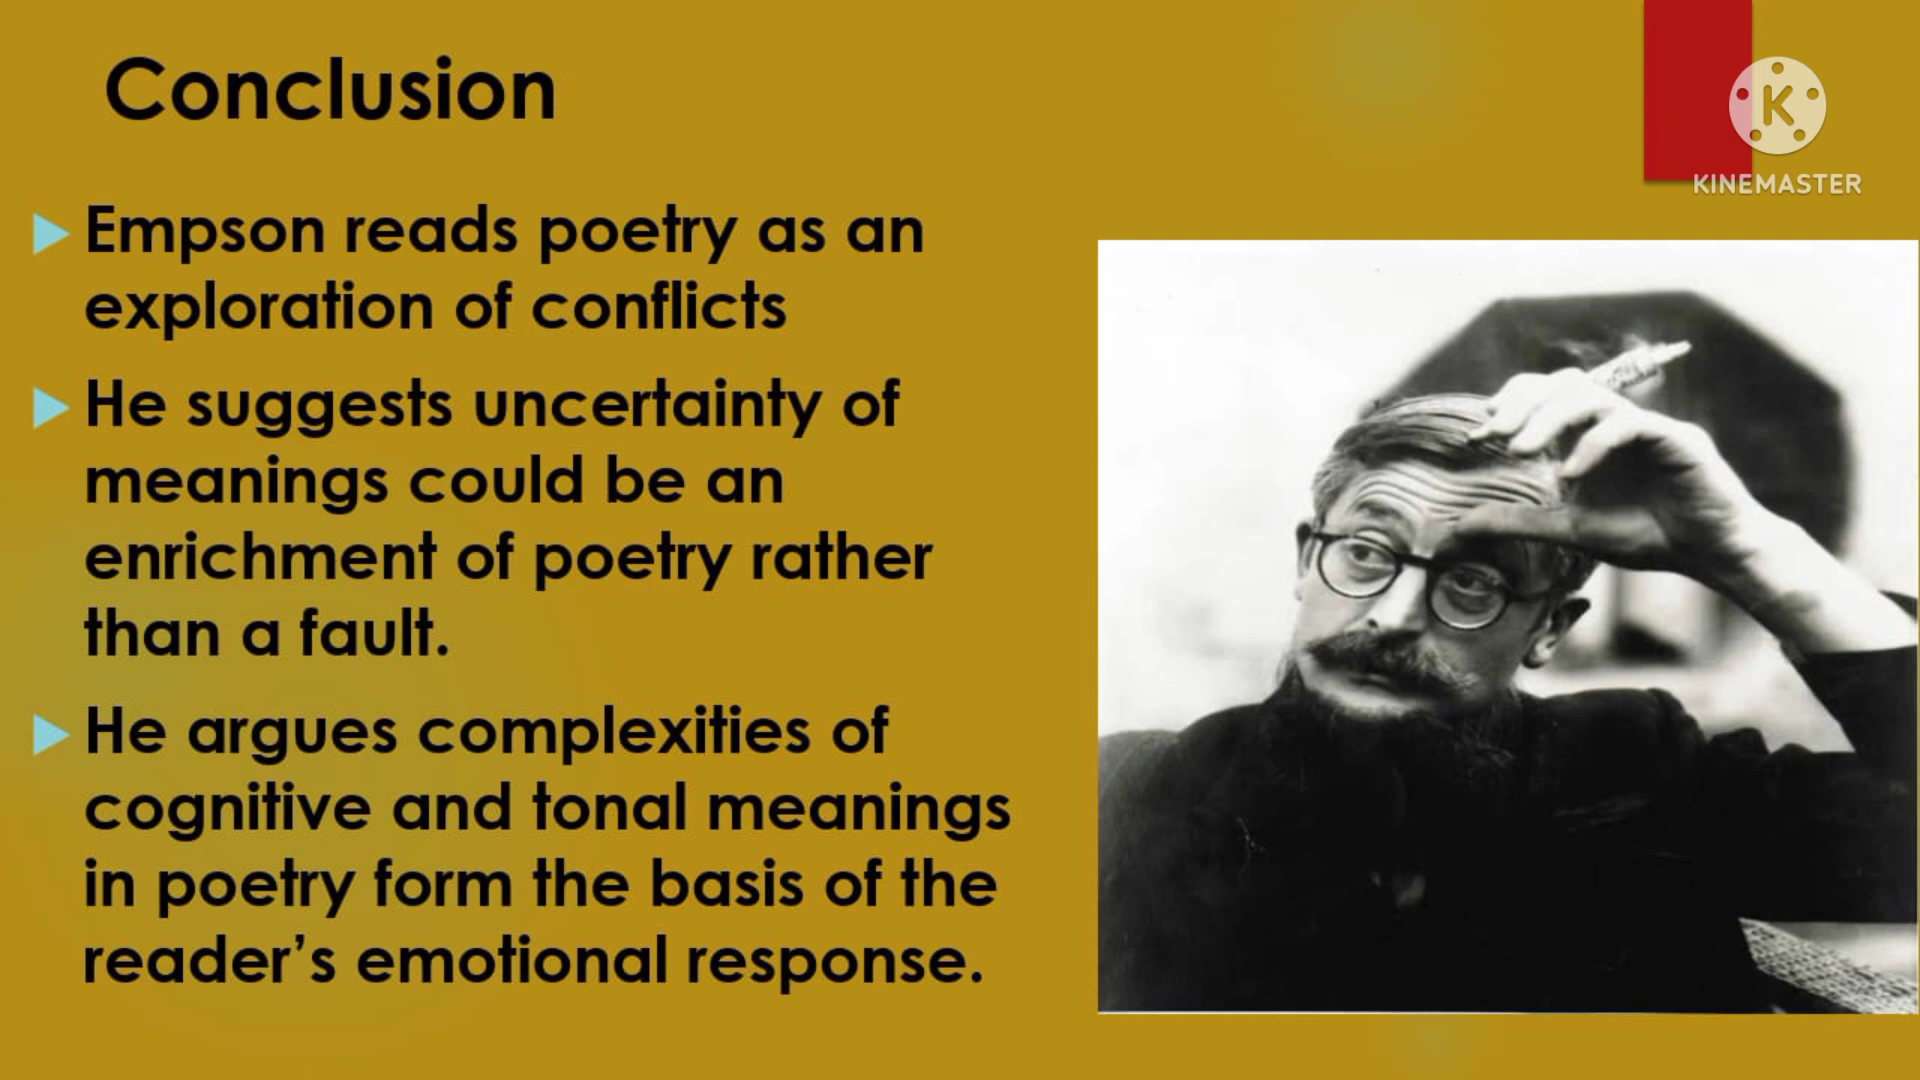 Conclusion
K
KINEMASTER
Empson reads poetry as an
exploration of conflicts
He suggests uncertainty of
meanings could be an
enrichment of poetry rather
than a fault.
He argues complexities of
cognitive and tonal meanings
in poetry form the basis of the
reader’s emotional response.